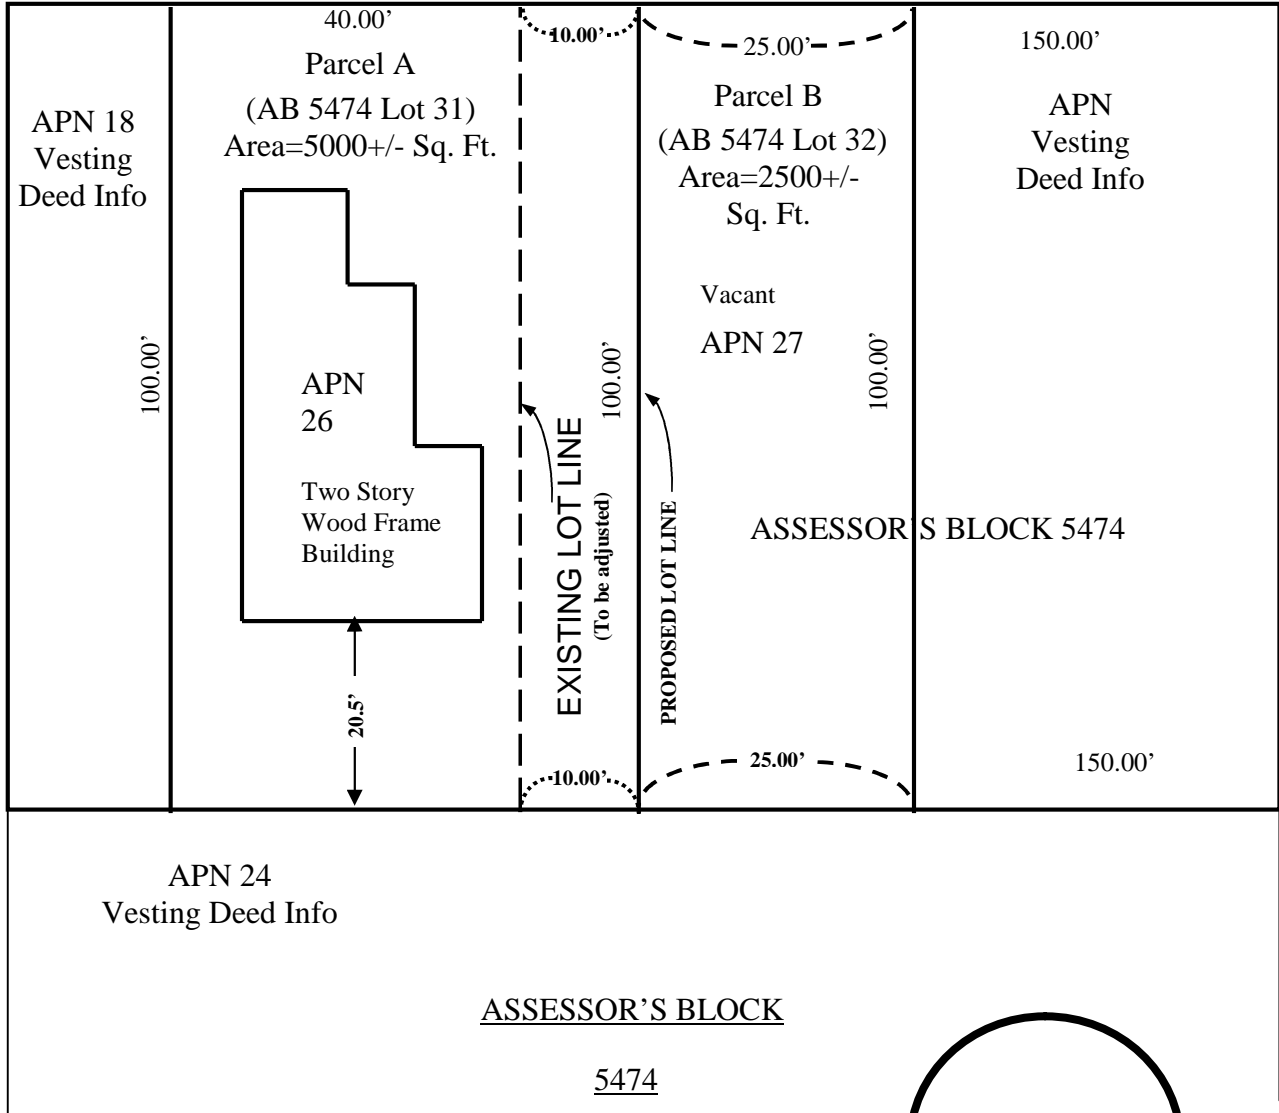 40.00’
10.00’
25.00’
150.00’
Parcel A
(AB 5474 Lot 31)
Area=5000+/- Sq. Ft.
Parcel B
(AB 5474 Lot 32)
Area=2500+/-
Sq. Ft.
APN
Vesting
Deed Info
APN 18
Vesting
Deed Info
Vacant
APN 27
100.00’
100.00’
100.00’
APN
26
Two Story
Wood Frame
Building
EXISTING LOT LINE
(To be adjusted)
PROPOSED LOT LINE
ASSESSOR’S BLOCK 5474
20.5’
10.00’
25.00’
150.00’
APN 24
Vesting Deed Info
ASSESSOR’S BLOCK
5474